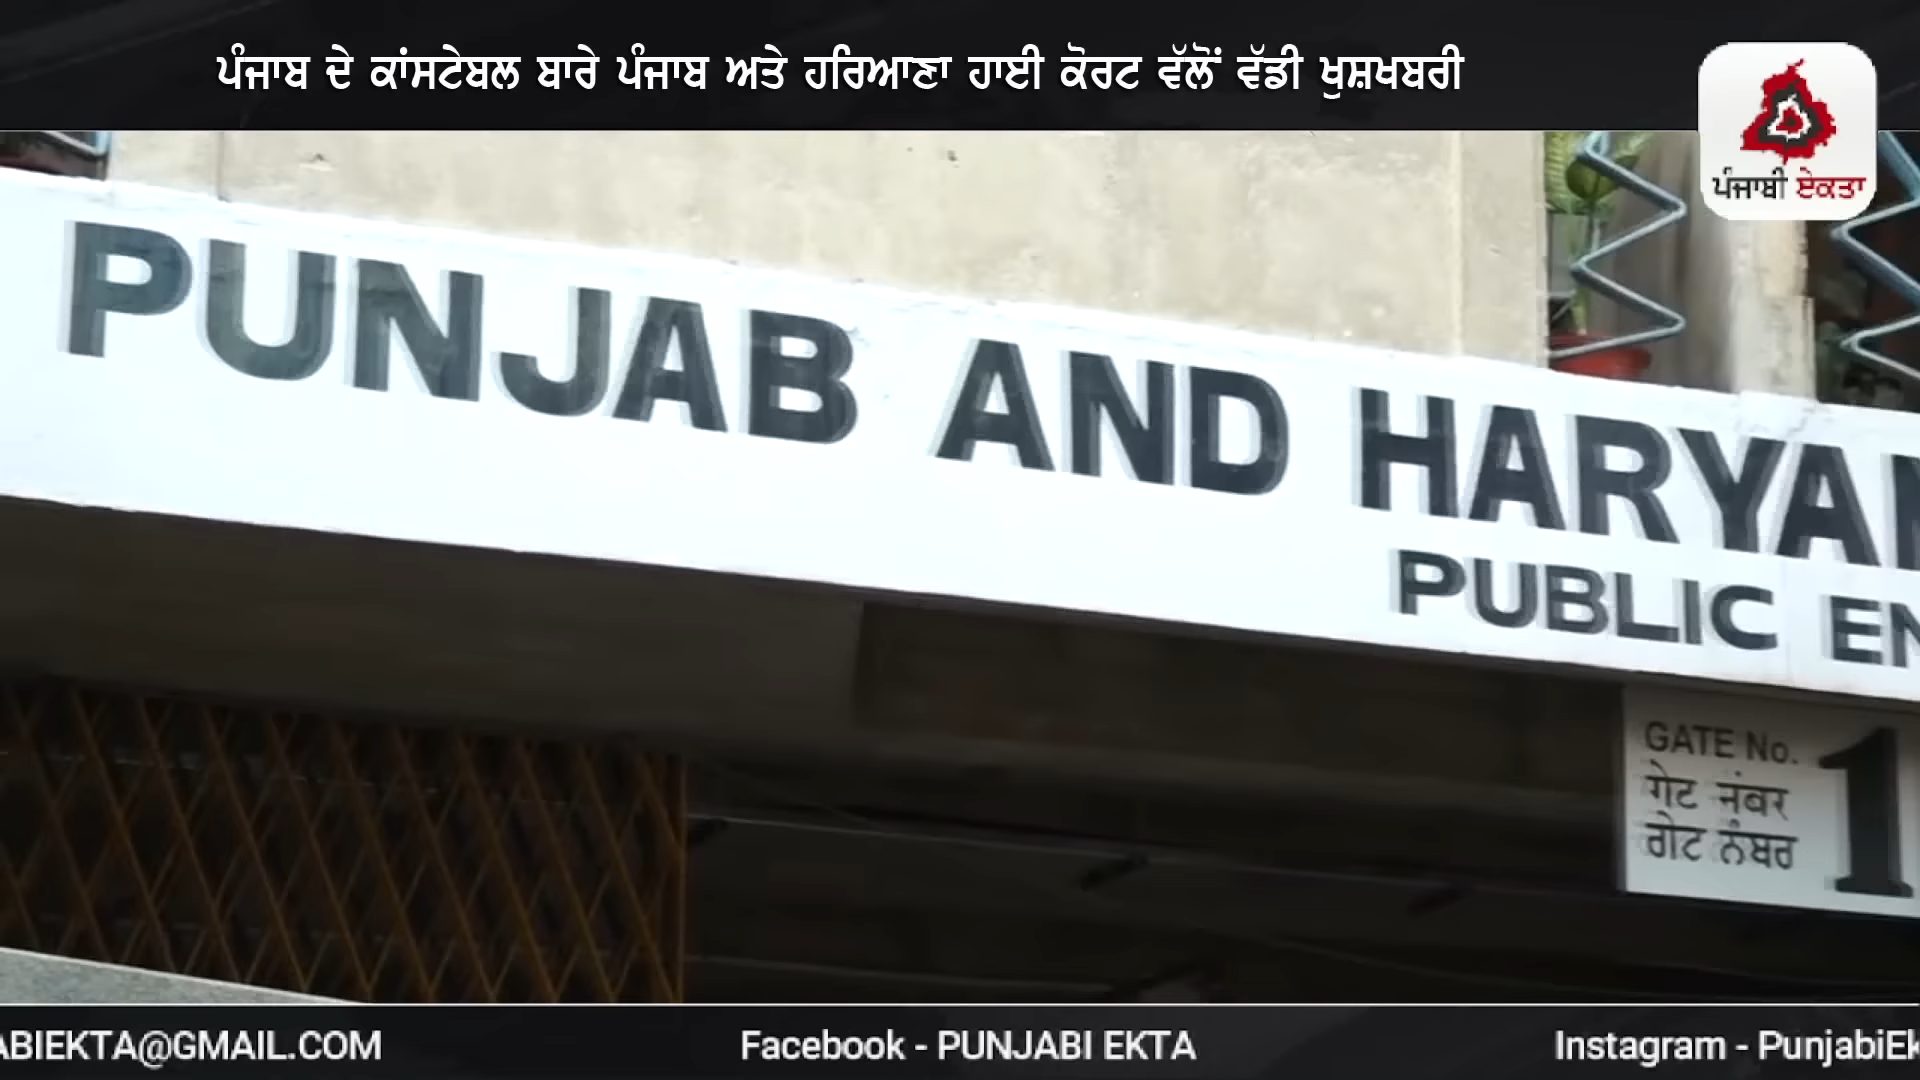 ਪੰਜਾਬ ਦੇ ਕਾਂਸਟੇਬਲ ਬਾਰੇ ਪੰਜਾਬ ਅਤੇ ਹਰਿਆਣਾ ਹਾਈ ਕੋਰਟ ਵੱਲੋਂ ਵੱਡੀ ਖੁਸ਼ਖਬਰੀ
ਪੰਜਾਬੀ ਏਕਤਾ
PUNJAB AND HARYAN
PUBLIC EN
GATE No. 1
गेट नंबर
ਗੇਟ ਨੰਬਰ
ABIEKTA@GMAIL.COM Facebook - PUNJABI EKTA Instagram - PunjabiEk